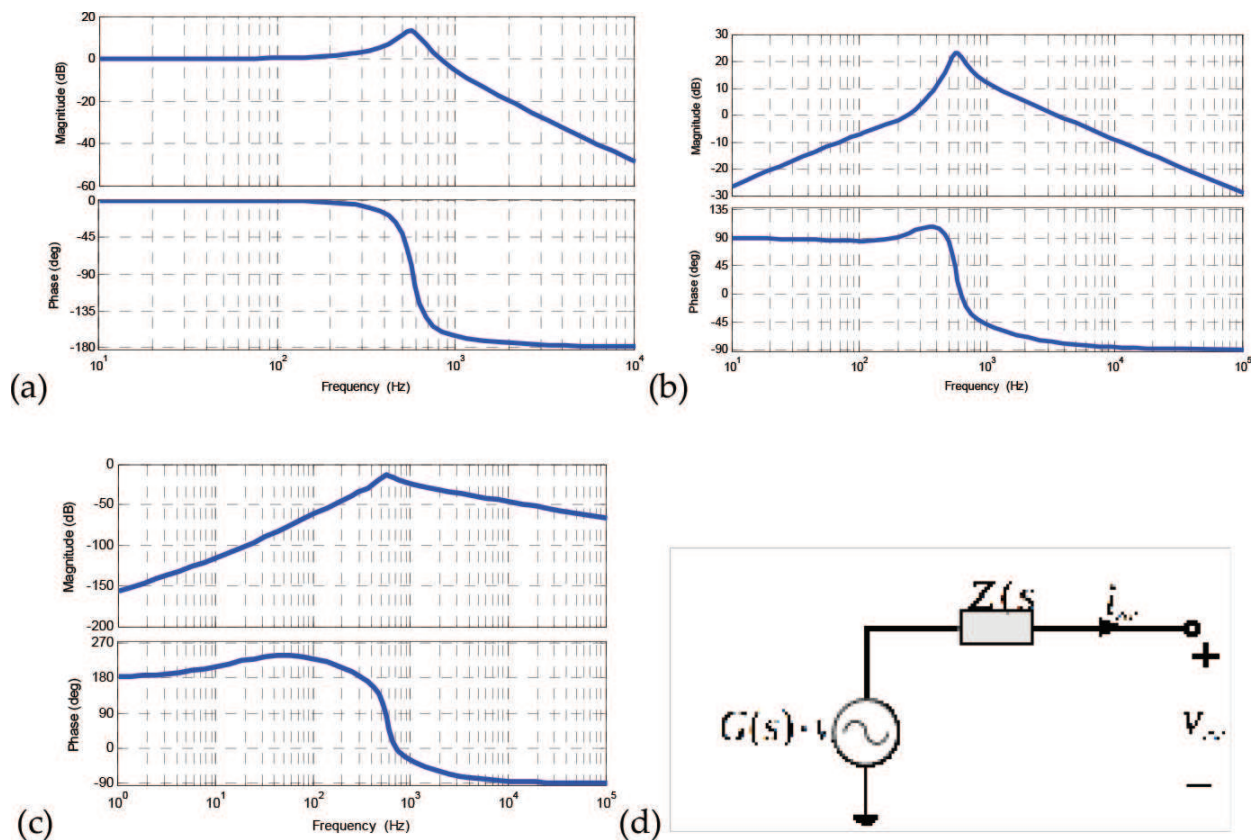 20
0
-20
-40
-60
Magnitude (dB)
0
-45
-90
-135
-180
Phase (deg)
10^1 10^2 10^3 10^4
Frequency (Hz)
(a)
30
20
10
0
-10
-20
-30
Magnitude (dB)
135
90
45
0
-45
-90
Phase (deg)
10^1 10^2 10^3 10^4 10^5
Frequency (Hz)
(b)
0
-50
-100
-150
-200
Magnitude (dB)
270
180
90
0
-90
Phase (deg)
10^0 10^1 10^2 10^3 10^4 10^5
Frequency (Hz)
(c)
Z(s
i
G(s)·v
+
v
−
(d)